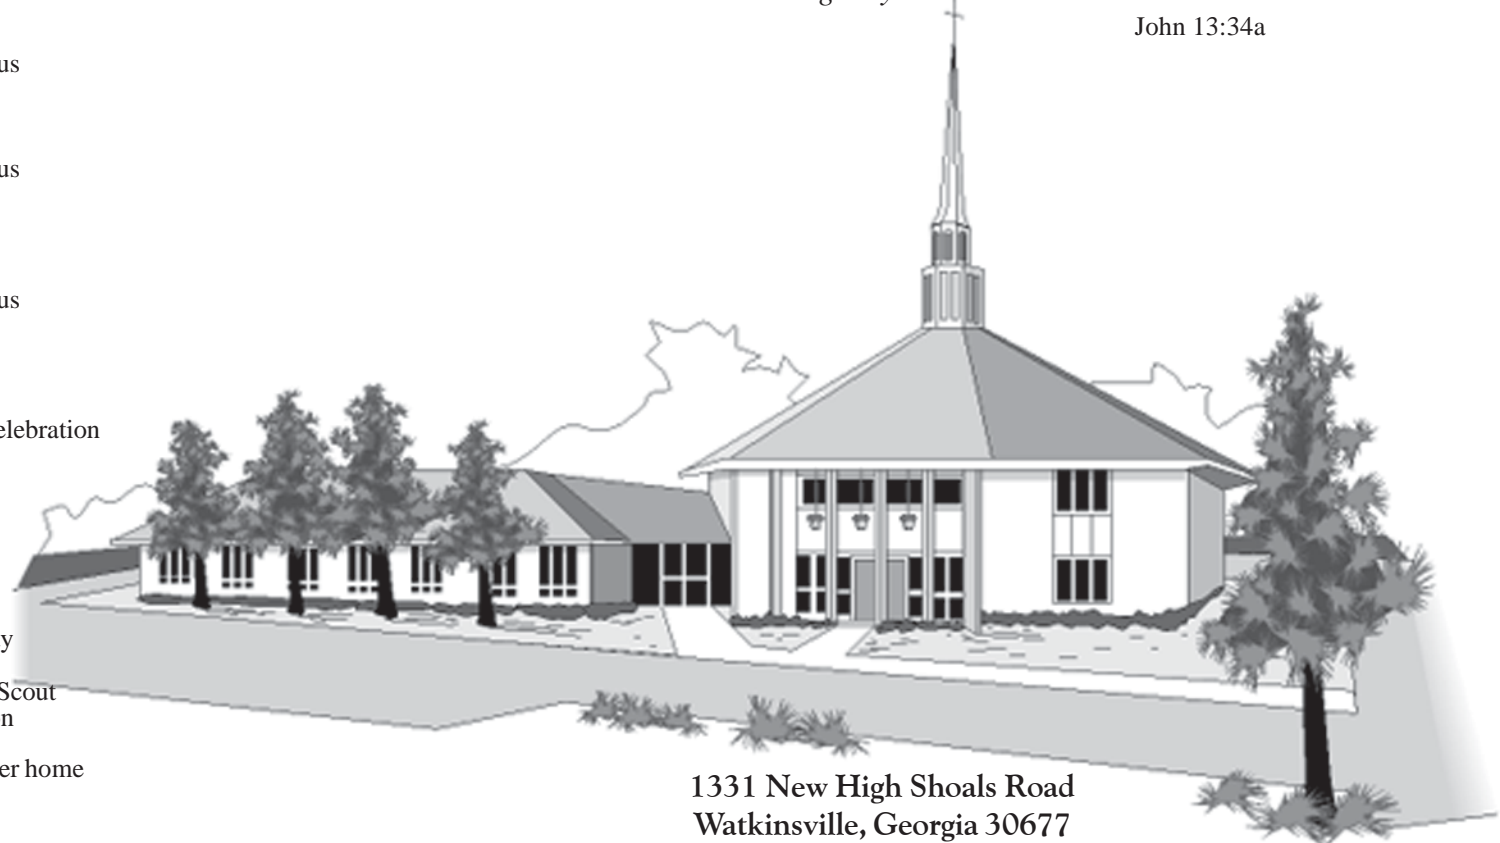 John 13:34a
us
us
us
elebration
y
Scout
n
er home
1331 New High Shoals Road
Watkinsville, Georgia 30677